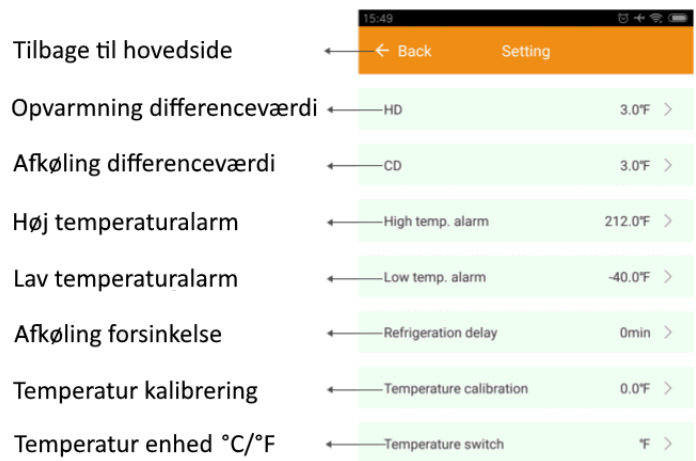 15:49
Tilbage til hovedside Back Setting
Opvarmning differenceværdi HD 3.0°F
Afkøling differenceværdi CD 3.0°F
Høj temperaturalarm High temp. alarm 212.0°F
Lav temperaturalarm Low temp. alarm -40.0°F
Afkøling forsinkelse Refrigeration delay 0min
Temperatur kalibrering Temperature calibration 0.0°F
Temperatur enhed °C/°F Temperature switch °F